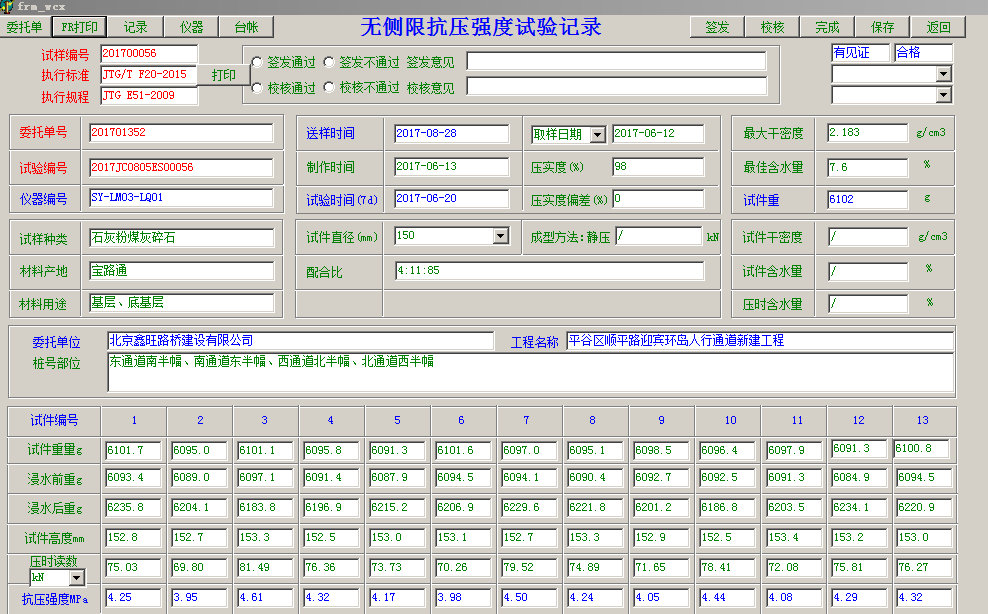 frm_wcx
委托单 FR打印 记录 仪器 台帐 无侧限抗压强度试验记录 签发 校核 完成 保存 返回
试样编号 201700056 签发通过 签发不通过 签发意见 有见证 合格
执行标准 JTG/T F20-2015 打印
执行规程 JTG E51-2009 校核通过 校核不通过 校核意见
委托单号 201701352 送样时间 2017-08-28 取样日期 2017-06-12 最大干密度 2.183 g/cm3
试验编号 2017JC0805ES00056 制作时间 2017-06-13 压实度(%) 98 最佳含水量 7.6 %
仪器编号 SY-LM03-LQ01 试验时间(7d) 2017-06-20 压实度偏差(%) 0 试件重 6102 g
试样种类 石灰粉煤灰碎石 试件直径(mm) 150 成型方法:静压 / kN 试件干密度 / g/cm3
材料产地 宝路通 配合比 4:11:85 试件含水量 / %
材料用途 基层、底基层 压时含水量 / %
委托单位 北京鑫旺路桥建设有限公司 工程名称 平谷区顺平路迎宾环岛人行通道新建工程
桩号部位 东通道南半幅、南通道东半幅、西通道北半幅、北通道西半幅
试件编号 1 2 3 4 5 6 7 8 9 10 11 12 13
试件重量g 6101.7 6095.0 6101.1 6095.8 6091.3 6101.6 6097.0 6095.1 6098.5 6096.4 6097.9 6091.3 6100.8
浸水前重g 6093.4 6089.0 6097.1 6091.4 6087.9 6094.5 6094.1 6090.4 6092.7 6092.5 6091.3 6084.9 6094.5
浸水后重g 6235.8 6204.1 6183.8 6196.9 6215.2 6206.9 6229.6 6221.8 6201.2 6186.8 6203.5 6234.1 6220.9
试件高度mm 152.8 152.7 153.3 152.5 153.0 153.1 152.7 153.3 152.9 152.5 153.4 153.2 153.0
压时读数 kN 75.03 69.80 81.49 76.36 73.73 70.26 79.52 74.89 71.65 78.41 72.08 75.81 76.27
抗压强度MPa 4.25 3.95 4.61 4.32 4.17 3.98 4.50 4.24 4.05 4.44 4.08 4.29 4.32